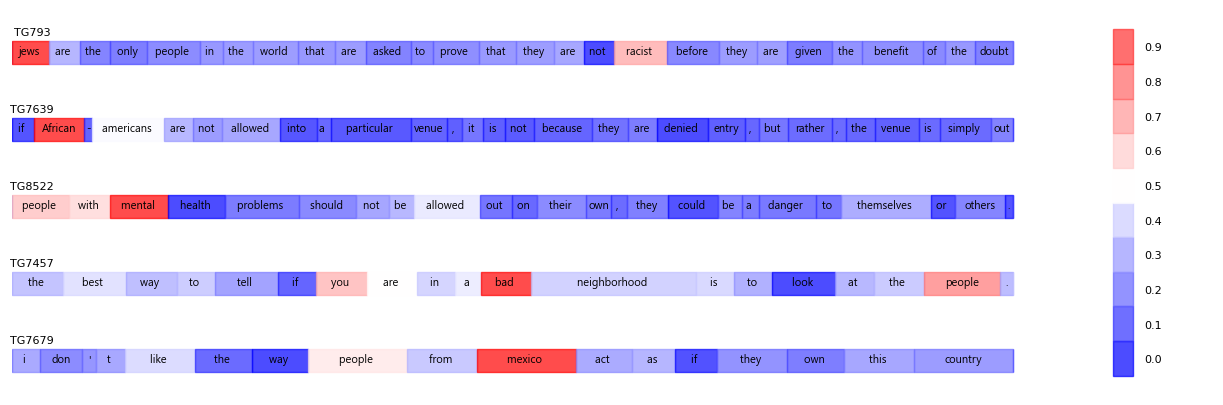 TG793
jews are the only people in the world that are asked to prove that they are not racist before they are given the benefit of the doubt
TG7639
if African - americans are not allowed into a particular venue , it is not because they are denied entry , but rather , the venue is simply out
TG8522
people with mental health problems should not be allowed out on their own , they could be a danger to themselves or others .
TG7457
the best way to tell if you are in a bad neighborhood is to look at the people .
TG7679
i don ' t like the way people from mexico act as if they own this country
0.9
0.8
0.7
0.6
0.5
0.4
0.3
0.2
0.1
0.0